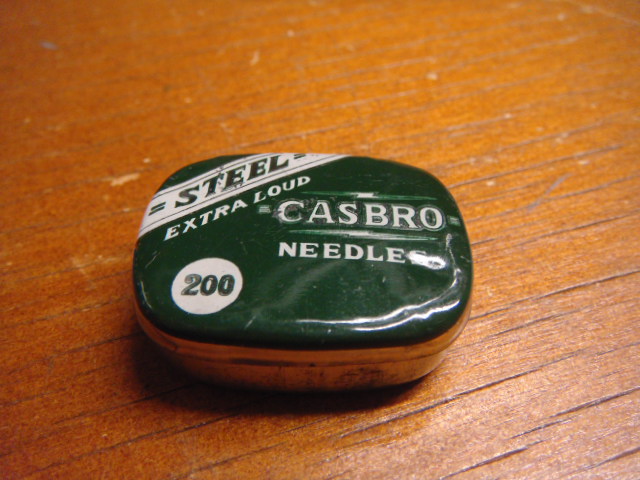 STEEL
EXTRA LOUD
CASBRO
NEEDLES
200